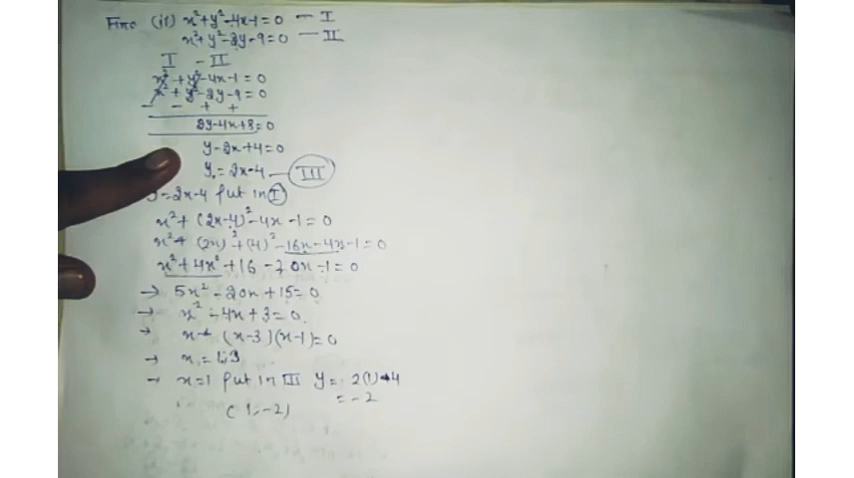 Find (ii) x²+y²-4x-1=0 — I
x²+y²-2y-9=0 — II
I - II
x²+y²-4x-1=0
x²+y²-2y-9=0
- - + +
2y-4x+8=0
y-2x+4=0
y=2x-4 — III
y=2x-4 put in I
x²+(2x-4)²-4x-1=0
x²+(2x)²+(4)²-16x-4x-1=0
x²+4x²+16-20x-1=0
→ 5x²-20x+15=0
→ x²-4x+3=0
→ (x-3)(x-1)=0
→ x=1,3
→ x=1 put in III y=2(1)-4
=-2
(1,-2)